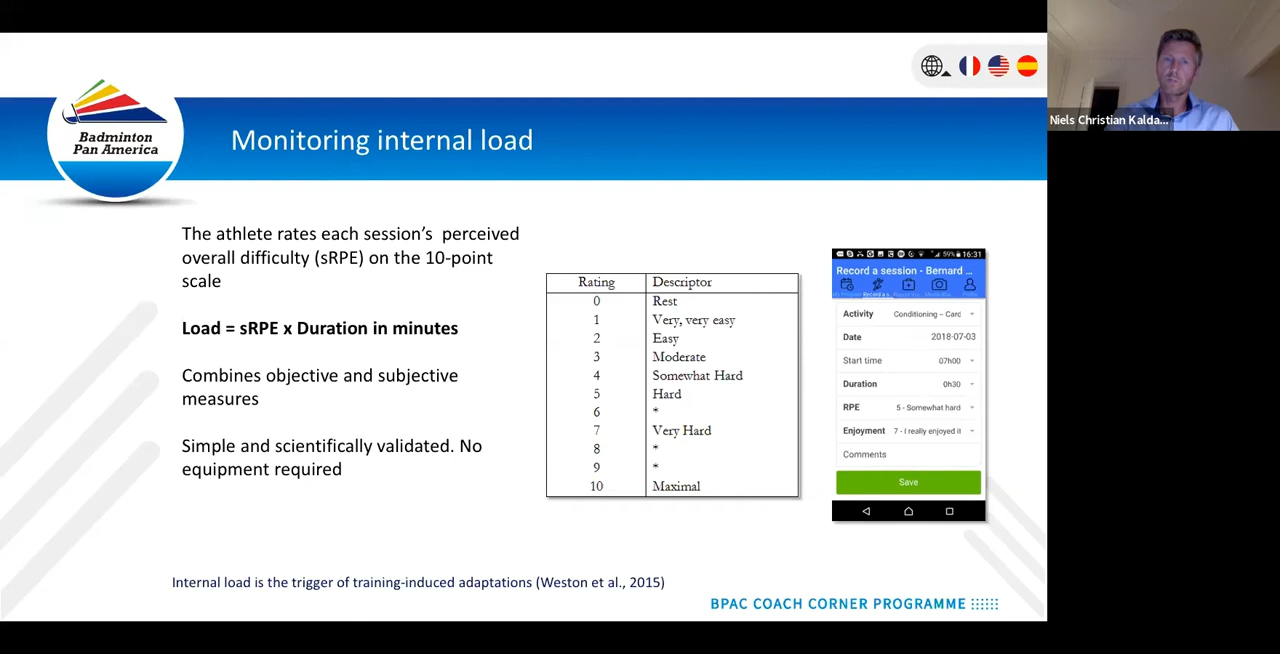 Badminton
Pan America
Monitoring internal load
Niels Christian Kalda...
The athlete rates each session's perceived
overall difficulty (sRPE) on the 10-point
scale
Load = sRPE x Duration in minutes
Combines objective and subjective
measures
Simple and scientifically validated. No
equipment required
Rating Descriptor
0 Rest
1 Very, very easy
2 Easy
3 Moderate
4 Somewhat Hard
5 Hard
6 *
7 Very Hard
8 *
9 *
10 Maximal
59% 16:31
Record a session - Bernard ...
Activity Conditioning – Card
Date 2018-07-03
Start time 07h00
Duration 0h30
RPE 5 - Somewhat hard
Enjoyment 7 - I really enjoyed it
Comments
Save
Internal load is the trigger of training-induced adaptations (Weston et al., 2015)
BPAC COACH CORNER PROGRAMME